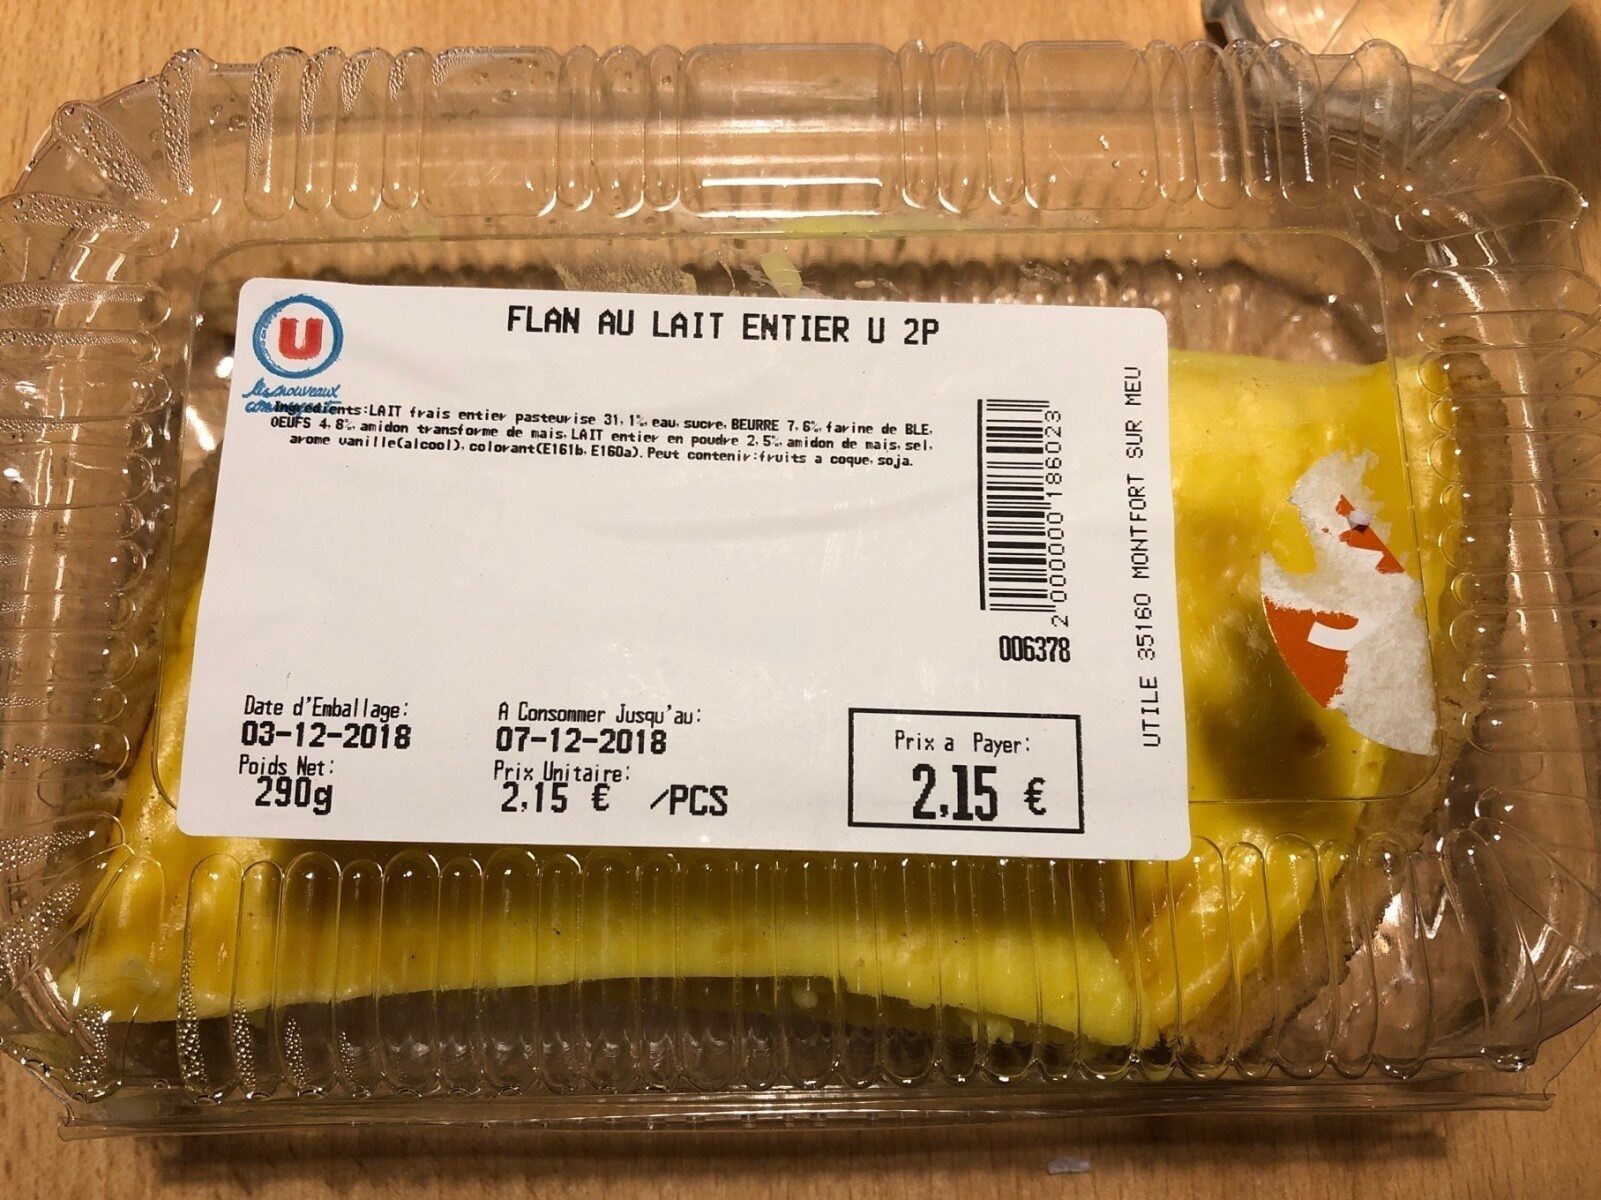 U
les nouveaux
commerçants
FLAN AU LAIT ENTIER U 2P
Ingredients:LAIT frais entier pasteurise 31,1%, eau, sucre, BEURRE 7,6%, farine de BLE,
OEUFS 4,8%, amidon transforme de mais, LAIT entier en poudre 2,5%, amidon de mais, sel,
arome vanille(alcool), colorant(E161b, E160a). Peut contenir:fruits a coque, soja.
2 000000 186023
006378
UTILE 35160 MONTFORT SUR MEU
Date d'Emballage:
03-12-2018
A Consommer Jusqu'au:
07-12-2018
Poids Net:
290g
Prix Unitaire:
2,15 € /PCS
Prix a Payer:
2,15 €